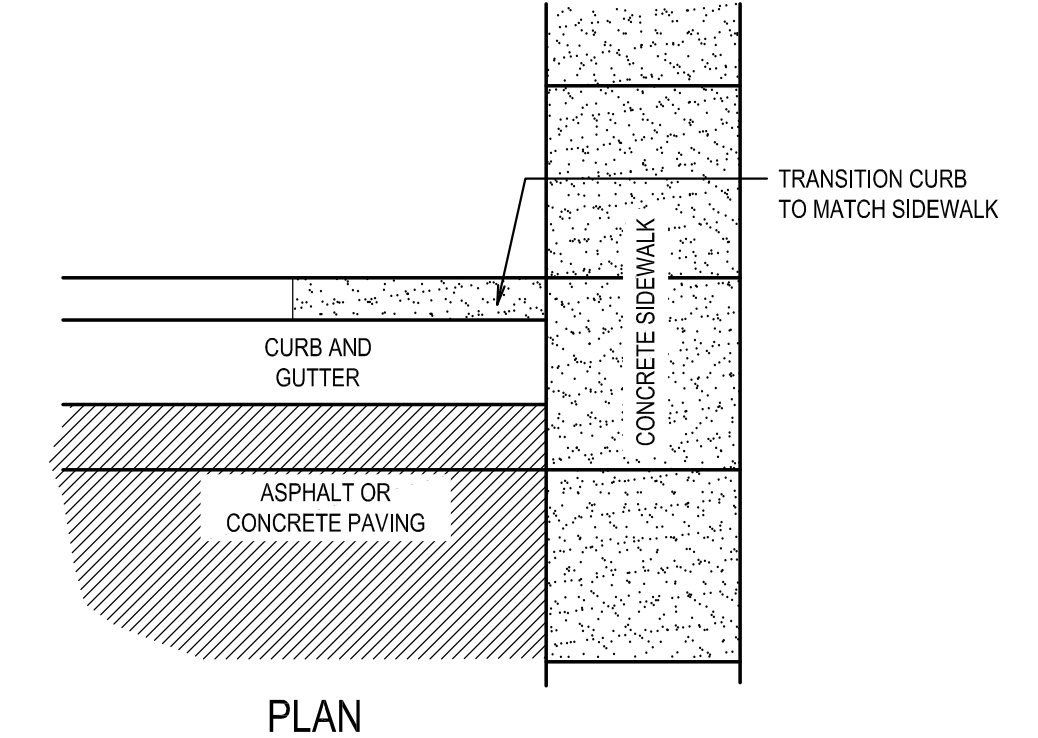 TRANSITION CURB
TO MATCH SIDEWALK
CONCRETE SIDEWALK
CURB AND
GUTTER
ASPHALT OR
CONCRETE PAVING
PLAN